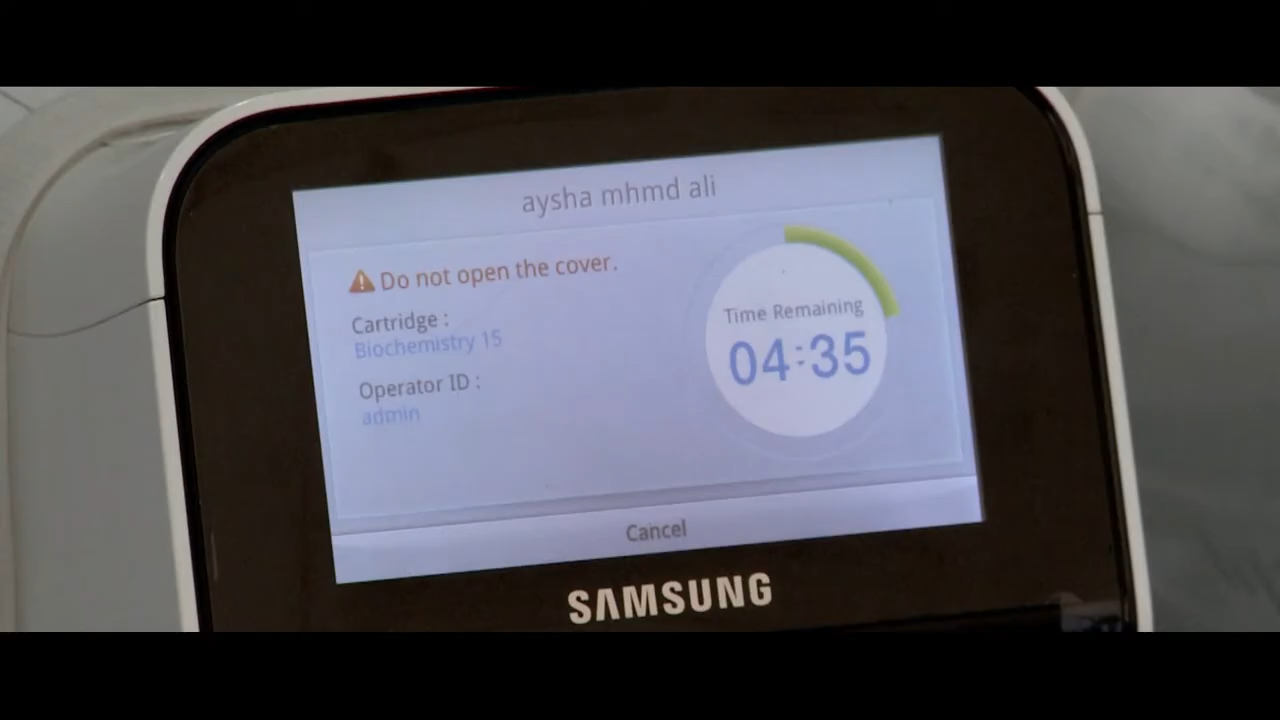 aysha mhmd ali
Do not open the cover.
Cartridge :
Biochemistry 15
Operator ID :
admin
Time Remaining
04:35
Cancel
SAMSUNG